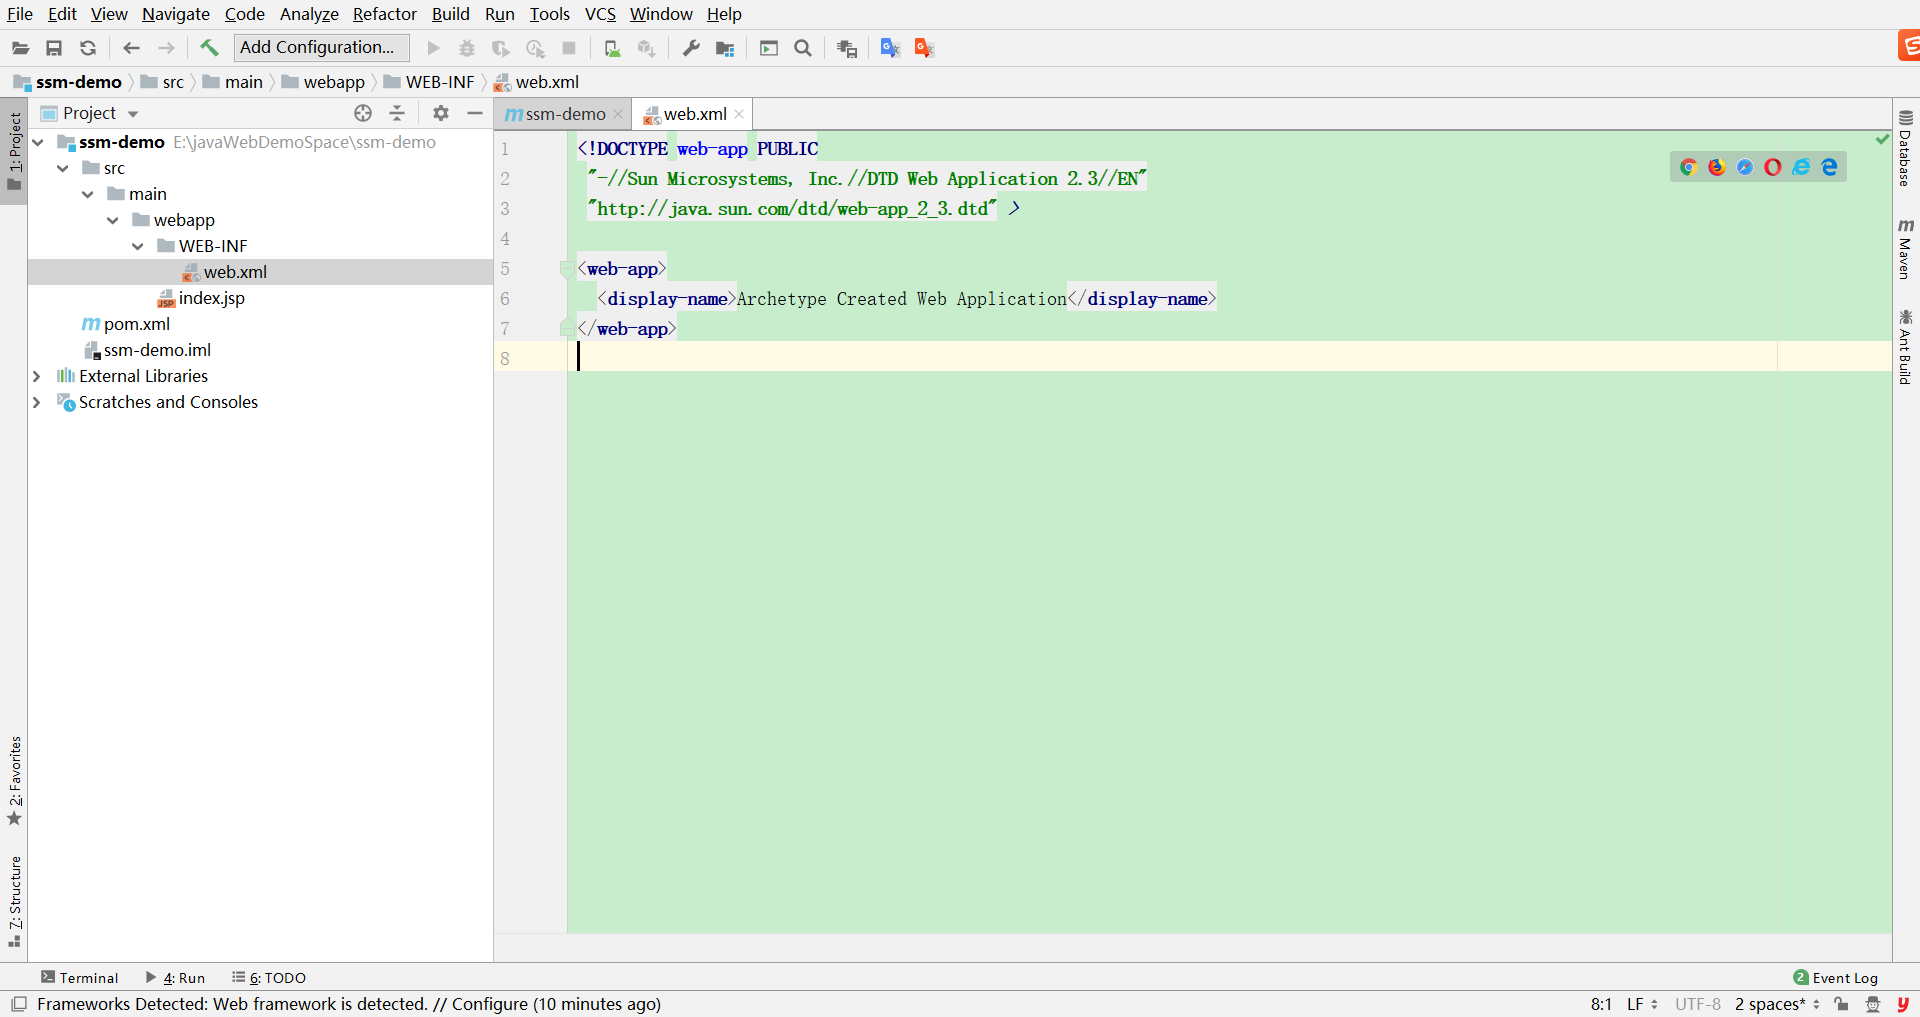 File Edit View Navigate Code Analyze Refactor Build Run Tools VCS Window Help
Add Configuration...
ssm-demo src main webapp WEB-INF web.xml
1: Project
2: Favorites
7: Structure
Project
ssm-demo E:\javaWebDemoSpace\ssm-demo
src
main
webapp
WEB-INF
web.xml
index.jsp
pom.xml
ssm-demo.iml
External Libraries
Scratches and Consoles
ssm-demo web.xml
1 <!DOCTYPE web-app PUBLIC
2 "-//Sun Microsystems, Inc.//DTD Web Application 2.3//EN"
3 "http://java.sun.com/dtd/web-app_2_3.dtd" >
4
5 <web-app>
6 <display-name>Archetype Created Web Application</display-name>
7 </web-app>
8
Database
Maven
Ant Build
Terminal 4: Run 6: TODO 2 Event Log
Frameworks Detected: Web framework is detected. // Configure (10 minutes ago) 8:1 LF UTF-8 2 spaces*